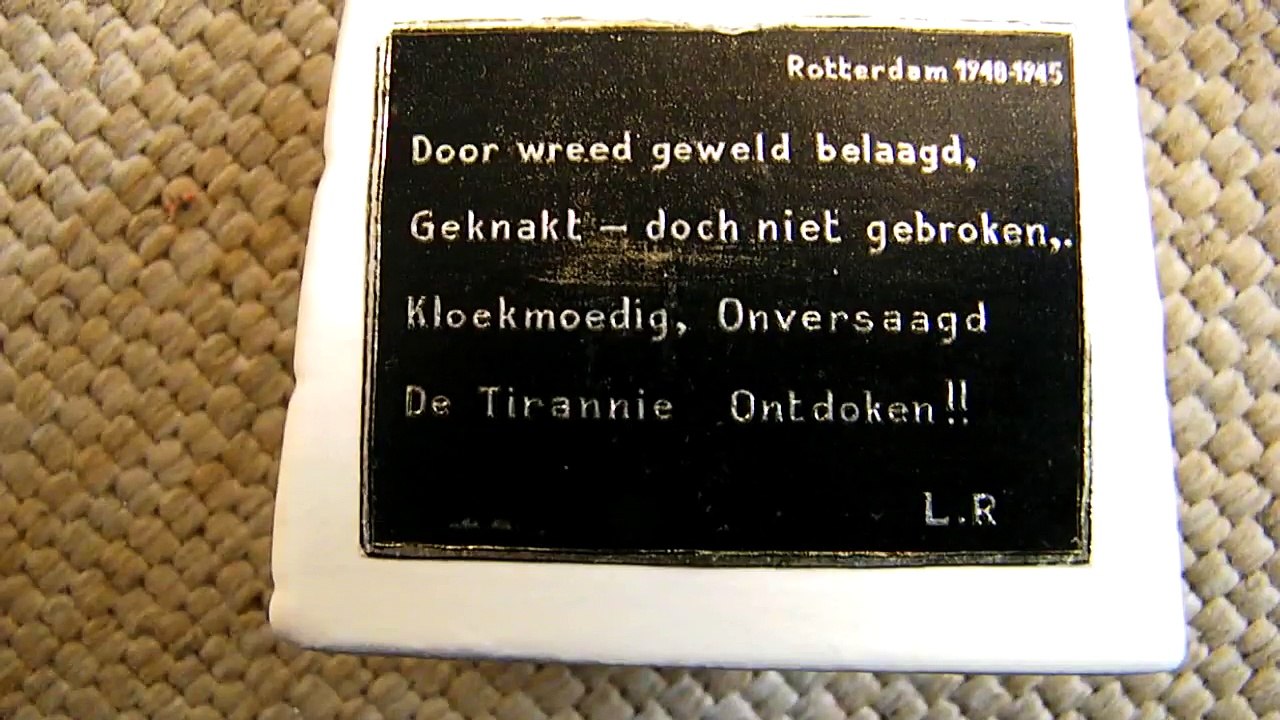 Rotterdam 1940-1945
Door wreed geweld belaagd,
Geknakt – doch niet gebroken,.
Kloekmoedig, Onversaagd
De Tirannie Ontdoken!!
L.R